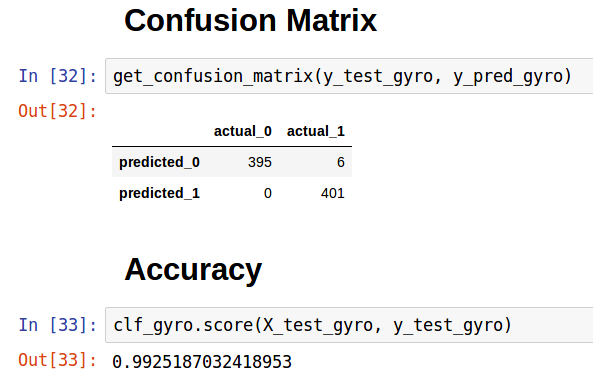 Confusion Matrix
In [32]: get_confusion_matrix(y_test_gyro, y_pred_gyro)
Out[32]:
actual_0 actual_1
predicted_0 395 6
predicted_1 0 401
Accuracy
In [33]: clf_gyro.score(X_test_gyro, y_test_gyro)
Out[33]: 0.9925187032418953